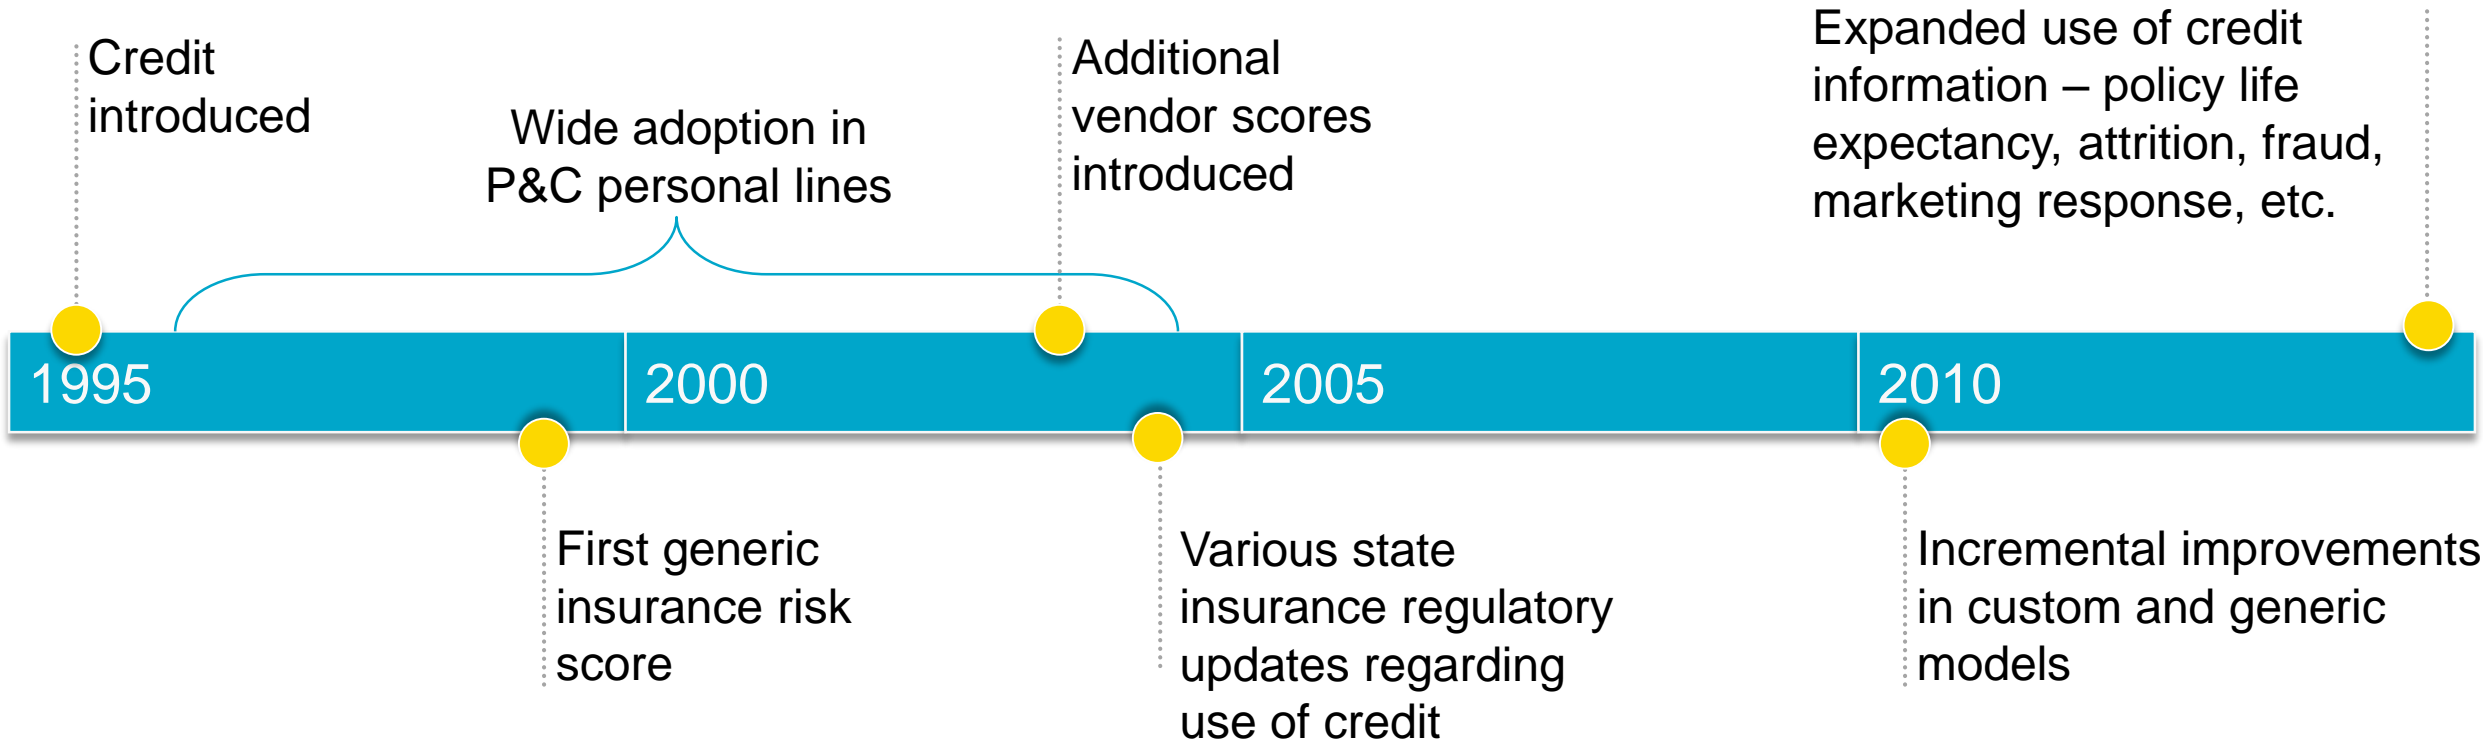 Credit
introduced
Wide adoption in
P&C personal lines
Additional
vendor scores
introduced
Expanded use of credit
information – policy life
expectancy, attrition, fraud,
marketing response, etc.
1995
2000
2005
2010
First generic
insurance risk
score
Various state
insurance regulatory
updates regarding
use of credit
Incremental improvements
in custom and generic
models